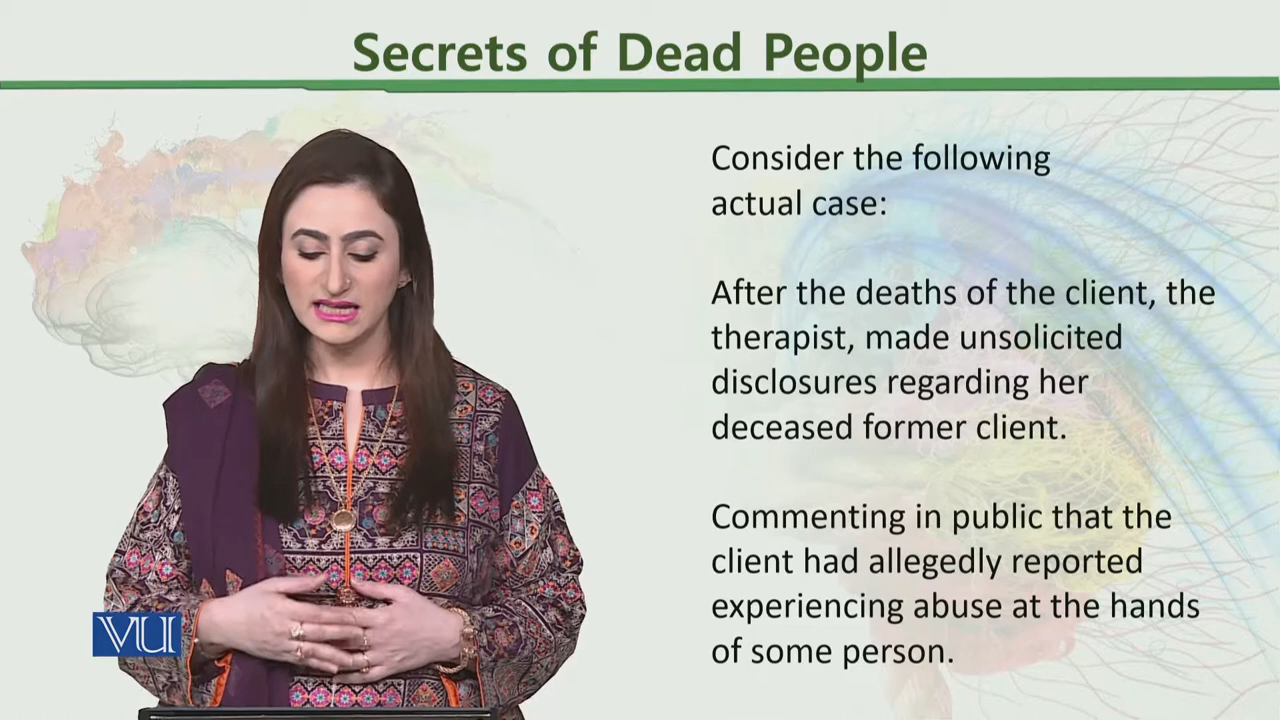 Secrets of Dead People
Consider the following
actual case:
After the deaths of the client, the
therapist, made unsolicited
disclosures regarding her
deceased former client.
Commenting in public that the
client had allegedly reported
experiencing abuse at the hands
of some person.
VU